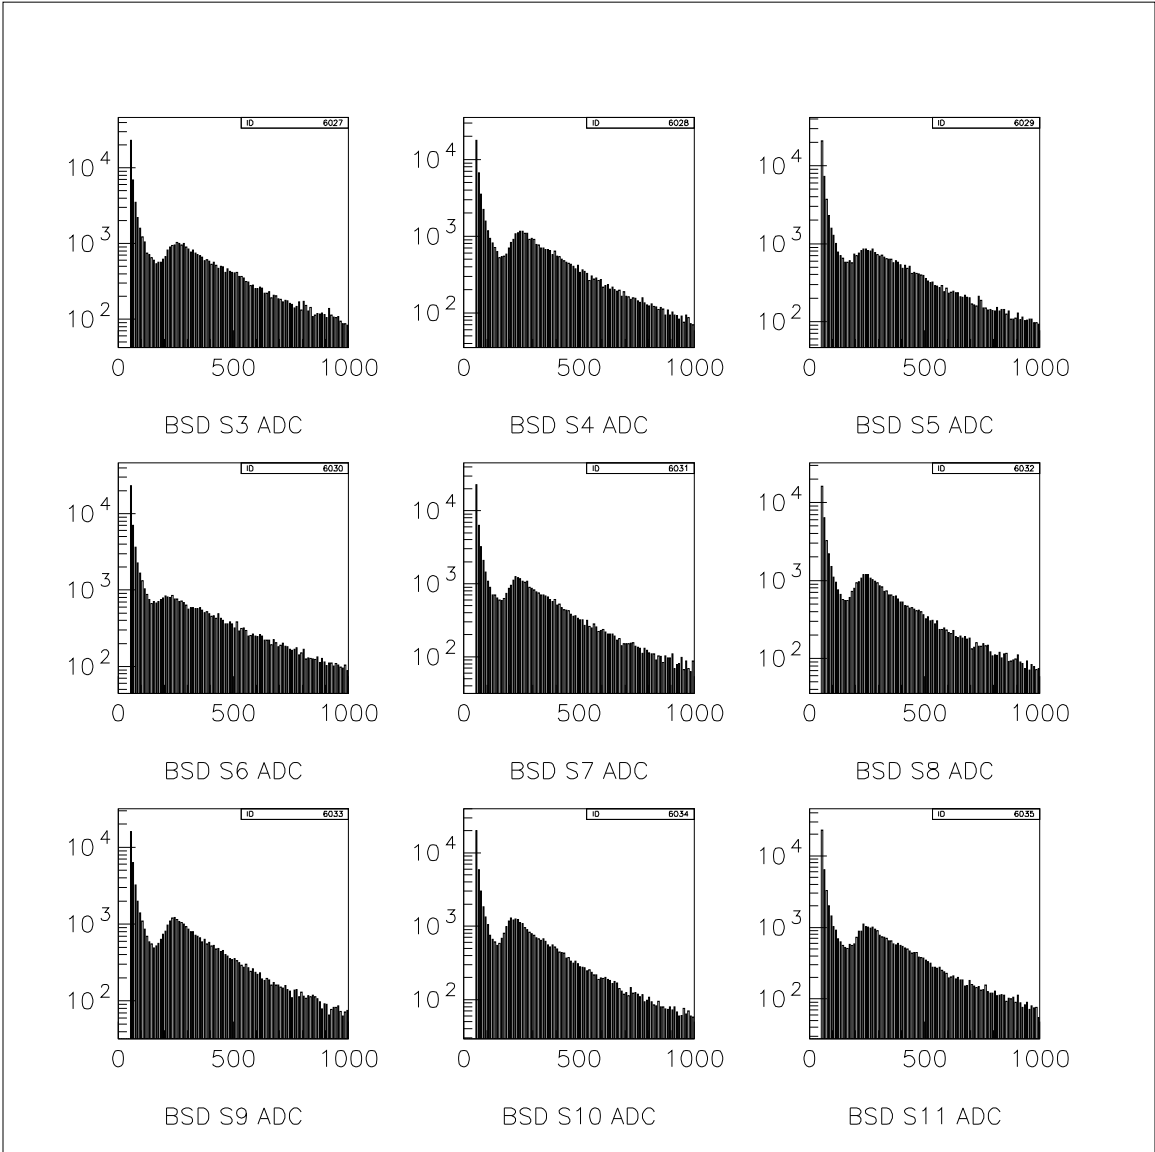 ID 6027
10^4
10^3
10^2
0 500 1000
BSD S3 ADC
ID 6028
10^4
10^3
10^2
0 500 1000
BSD S4 ADC
ID 6029
10^4
10^3
10^2
0 500 1000
BSD S5 ADC
ID 6030
10^4
10^3
10^2
0 500 1000
BSD S6 ADC
ID 6031
10^4
10^3
10^2
0 500 1000
BSD S7 ADC
ID 6032
10^4
10^3
10^2
0 500 1000
BSD S8 ADC
ID 6033
10^4
10^3
10^2
0 500 1000
BSD S9 ADC
ID 6034
10^4
10^3
10^2
0 500 1000
BSD S10 ADC
ID 6035
10^4
10^3
10^2
0 500 1000
BSD S11 ADC